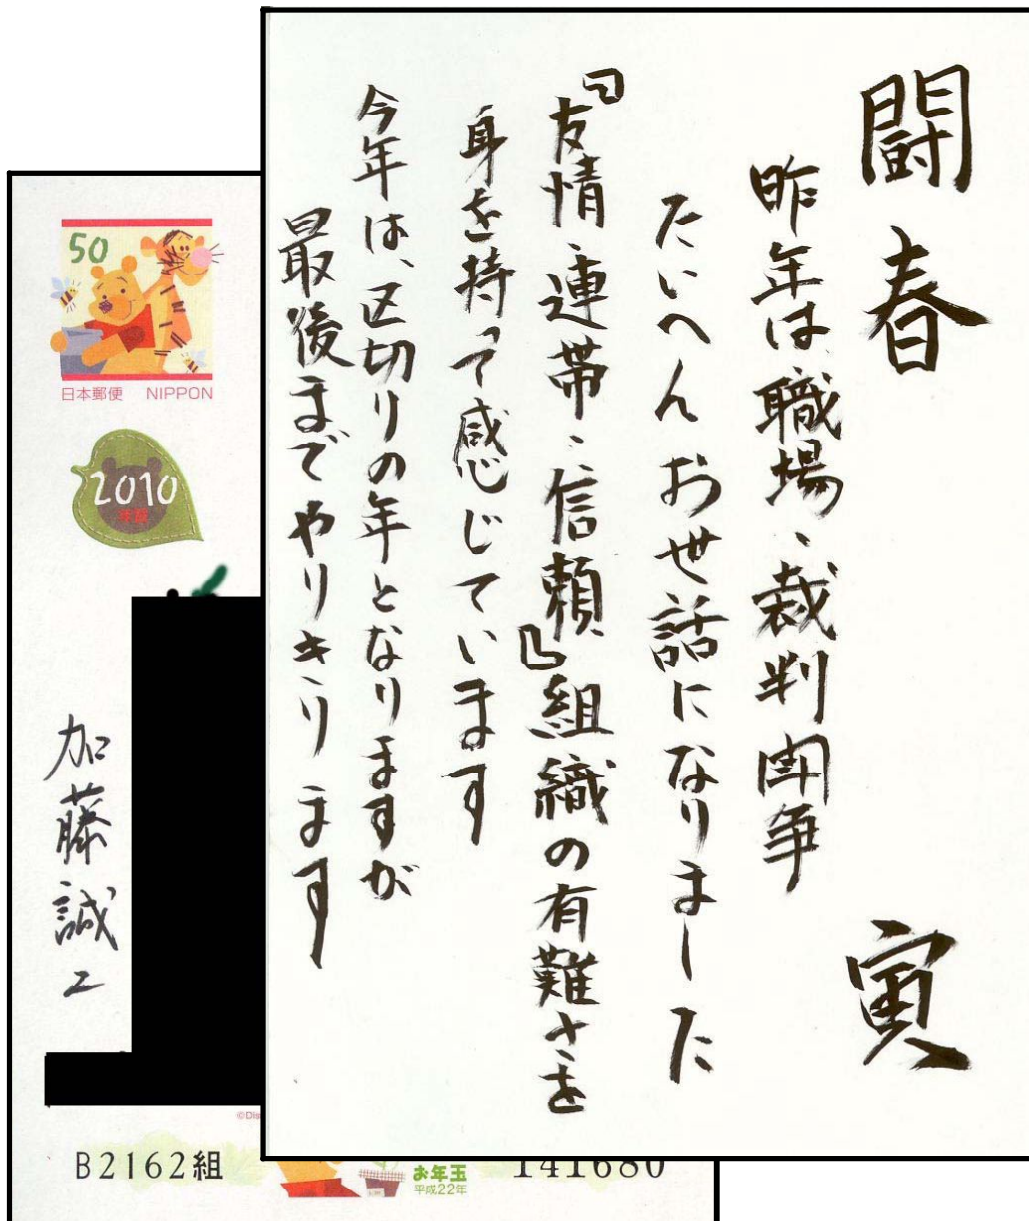 闘春 寅
昨年は、職場、裁判闘争
たいへんお世話になりました
「友情、連帯、信頼」組織の有難さを
身を持って感じています
今年は、区切りの年となりますが
最後までやりきります
50
日本郵便 NIPPON
2010
年賀
加藤誠二
©Dis
B2162組
お年玉
平成22年
141680